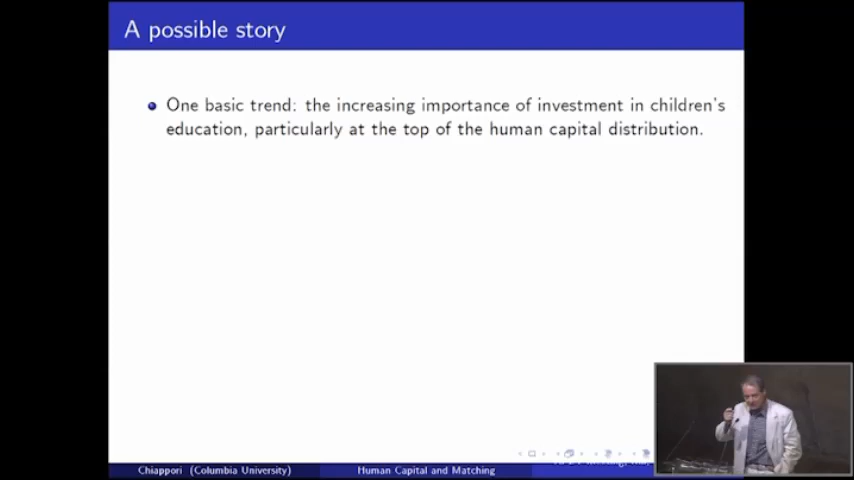 A possible story
One basic trend: the increasing importance of investment in children's
education, particularly at the top of the human capital distribution.
Chiappori (Columbia University)
Human Capital and Matching